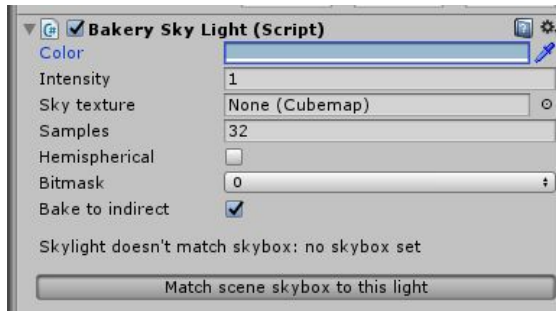 Bakery Sky Light (Script)
Color
Intensity 1
Sky texture None (Cubemap)
Samples 32
Hemispherical
Bitmask 0
Bake to indirect
Skylight doesn't match skybox: no skybox set
Match scene skybox to this light